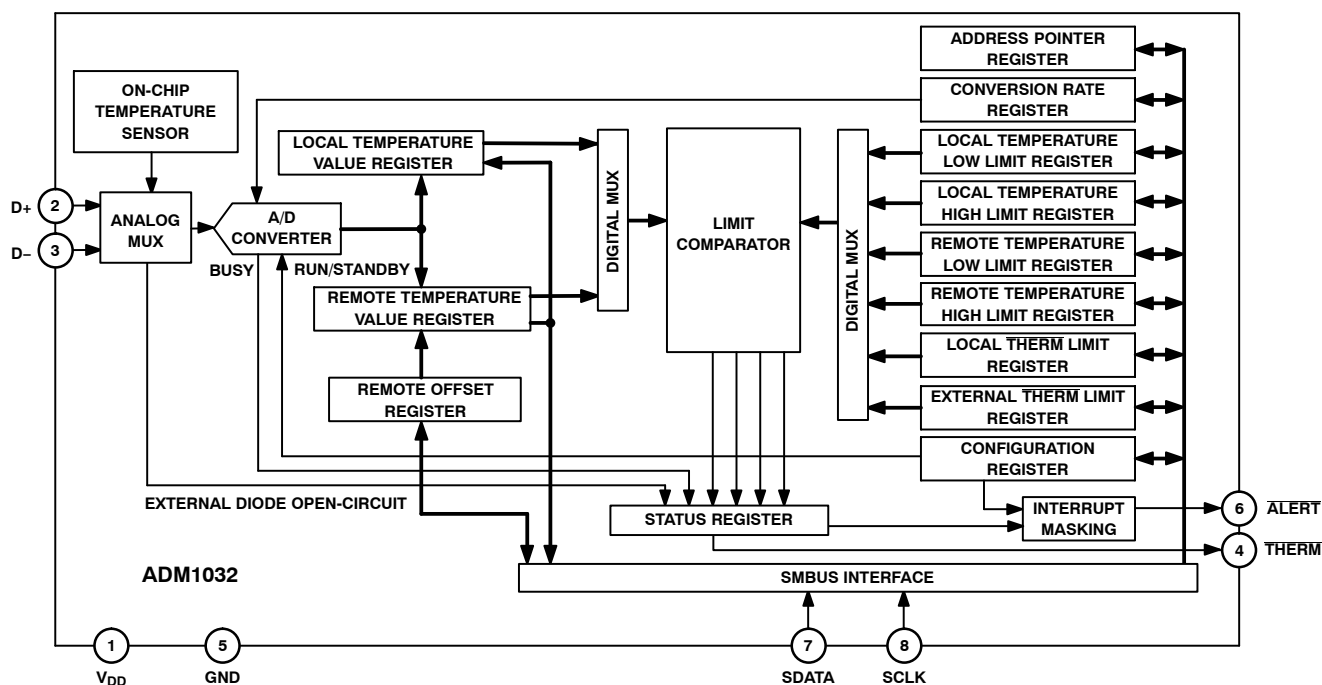 ADDRESS POINTER
REGISTER
ON-CHIP
TEMPERATURE
SENSOR
CONVERSION RATE
REGISTER
LOCAL TEMPERATURE
VALUE REGISTER
DIGITAL MUX
LIMIT
COMPARATOR
DIGITAL MUX
LOCAL TEMPERATURE
LOW LIMIT REGISTER
D+
2
D–
3
ANALOG
MUX
A/D
CONVERTER
BUSY
RUN/STANDBY
LOCAL TEMPERATURE
HIGH LIMIT REGISTER
REMOTE TEMPERATURE
LOW LIMIT REGISTER
REMOTE TEMPERATURE
VALUE REGISTER
REMOTE TEMPERATURE
HIGH LIMIT REGISTER
LOCAL THERM LIMIT
REGISTER
REMOTE OFFSET
REGISTER
EXTERNAL THERM LIMIT
REGISTER
CONFIGURATION
REGISTER
EXTERNAL DIODE OPEN-CIRCUIT
STATUS REGISTER
INTERRUPT
MASKING
6
ALERT
4
THERM
ADM1032
SMBUS INTERFACE
1
5
7
8
VDD
GND
SDATA
SCLK